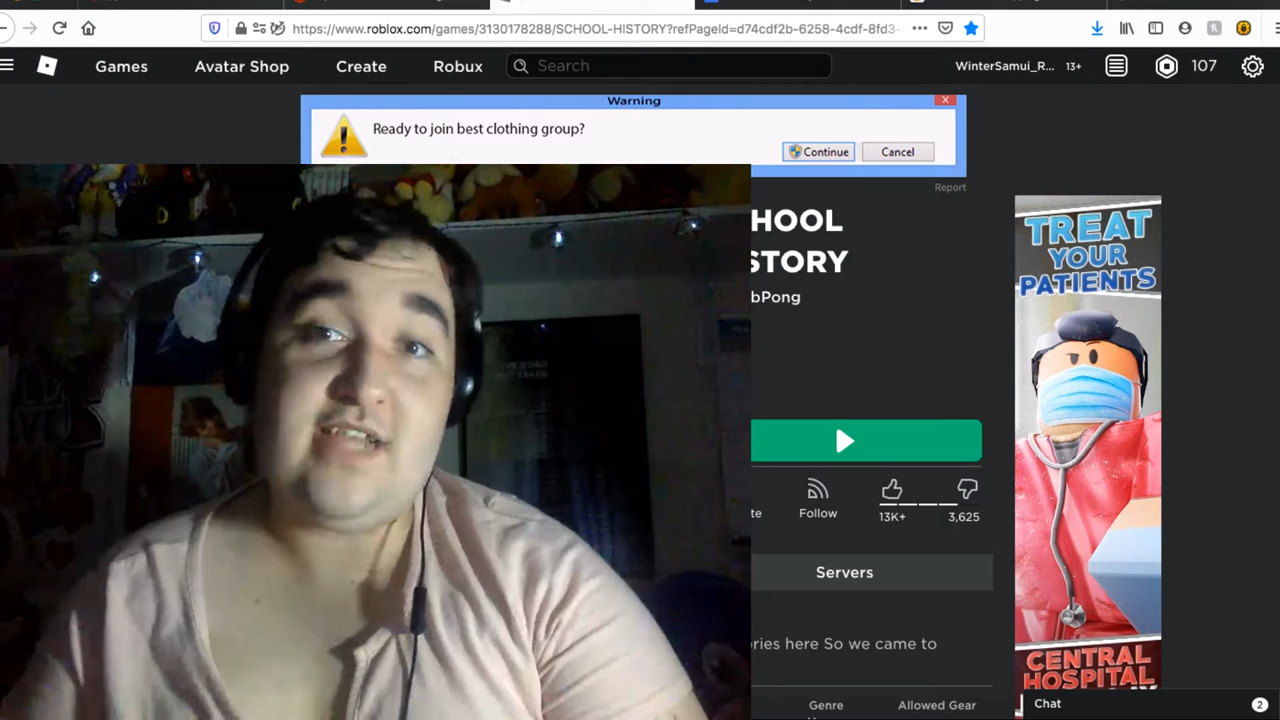 https://www.roblox.com/games/3130178288/SCHOOL-HISTORY?refPageId=d74cdf2b-6258-4cdf-8fd3-
Games
Avatar Shop
Create
Robux
Search
WinterSamui_R... 13+
107
Warning
Ready to join best clothing group?
Continue
Cancel
Report
HOOL
STORY
bPong
TREAT
YOUR
PATIENTS
te
Follow
13K+
3,625
Servers
ries here So we came to
Genre
Allowed Gear
CENTRAL
HOSPITAL
Chat
2